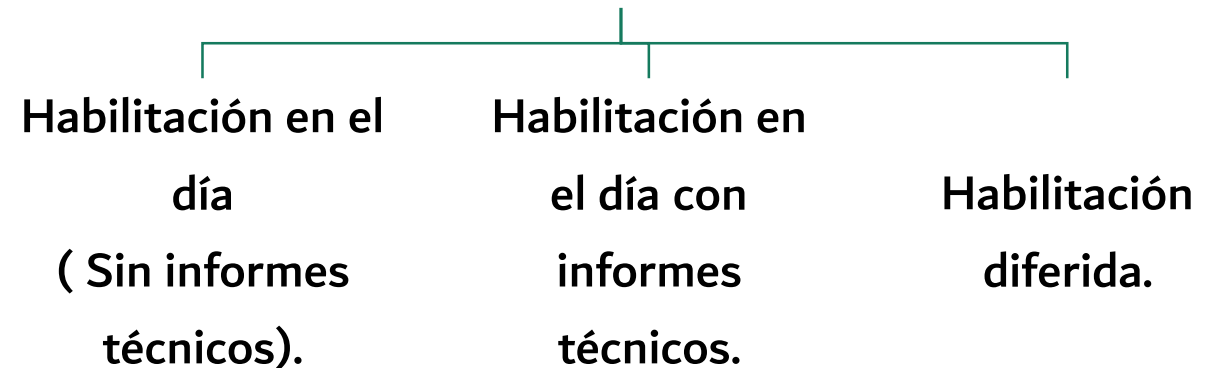 Habilitación en el
día
( Sin informes
técnicos).
Habilitación en
el día con
informes
técnicos.
Habilitación
diferida.